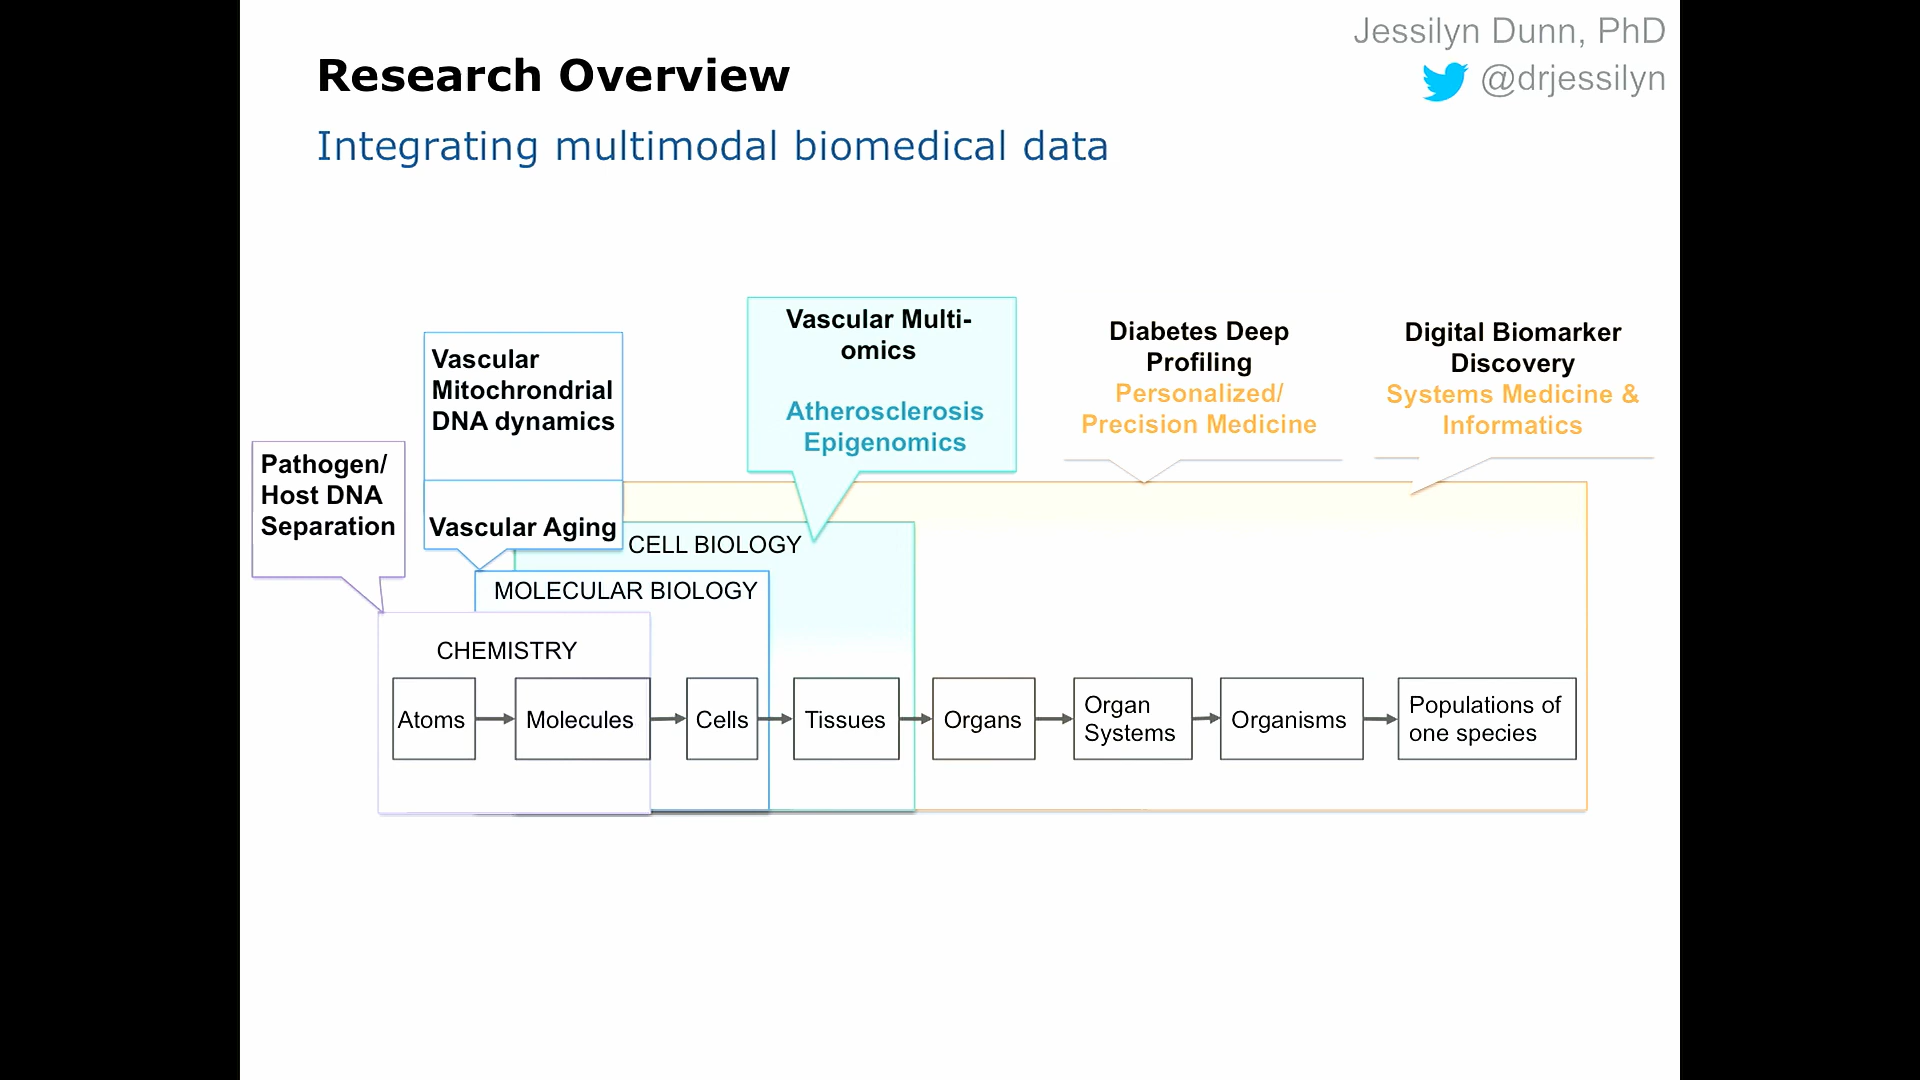 Jessilyn Dunn, PhD
@drjessilyn
Research Overview
Integrating multimodal biomedical data
Pathogen/
Host DNA
Separation
Vascular
Mitochrondrial
DNA dynamics
Vascular Aging
Vascular Multi-
omics
Atherosclerosis
Epigenomics
Diabetes Deep
Profiling
Personalized/
Precision Medicine
Digital Biomarker
Discovery
Systems Medicine &
Informatics
CELL BIOLOGY
MOLECULAR BIOLOGY
CHEMISTRY
Atoms
Molecules
Cells
Tissues
Organs
Organ
Systems
Organisms
Populations of
one species